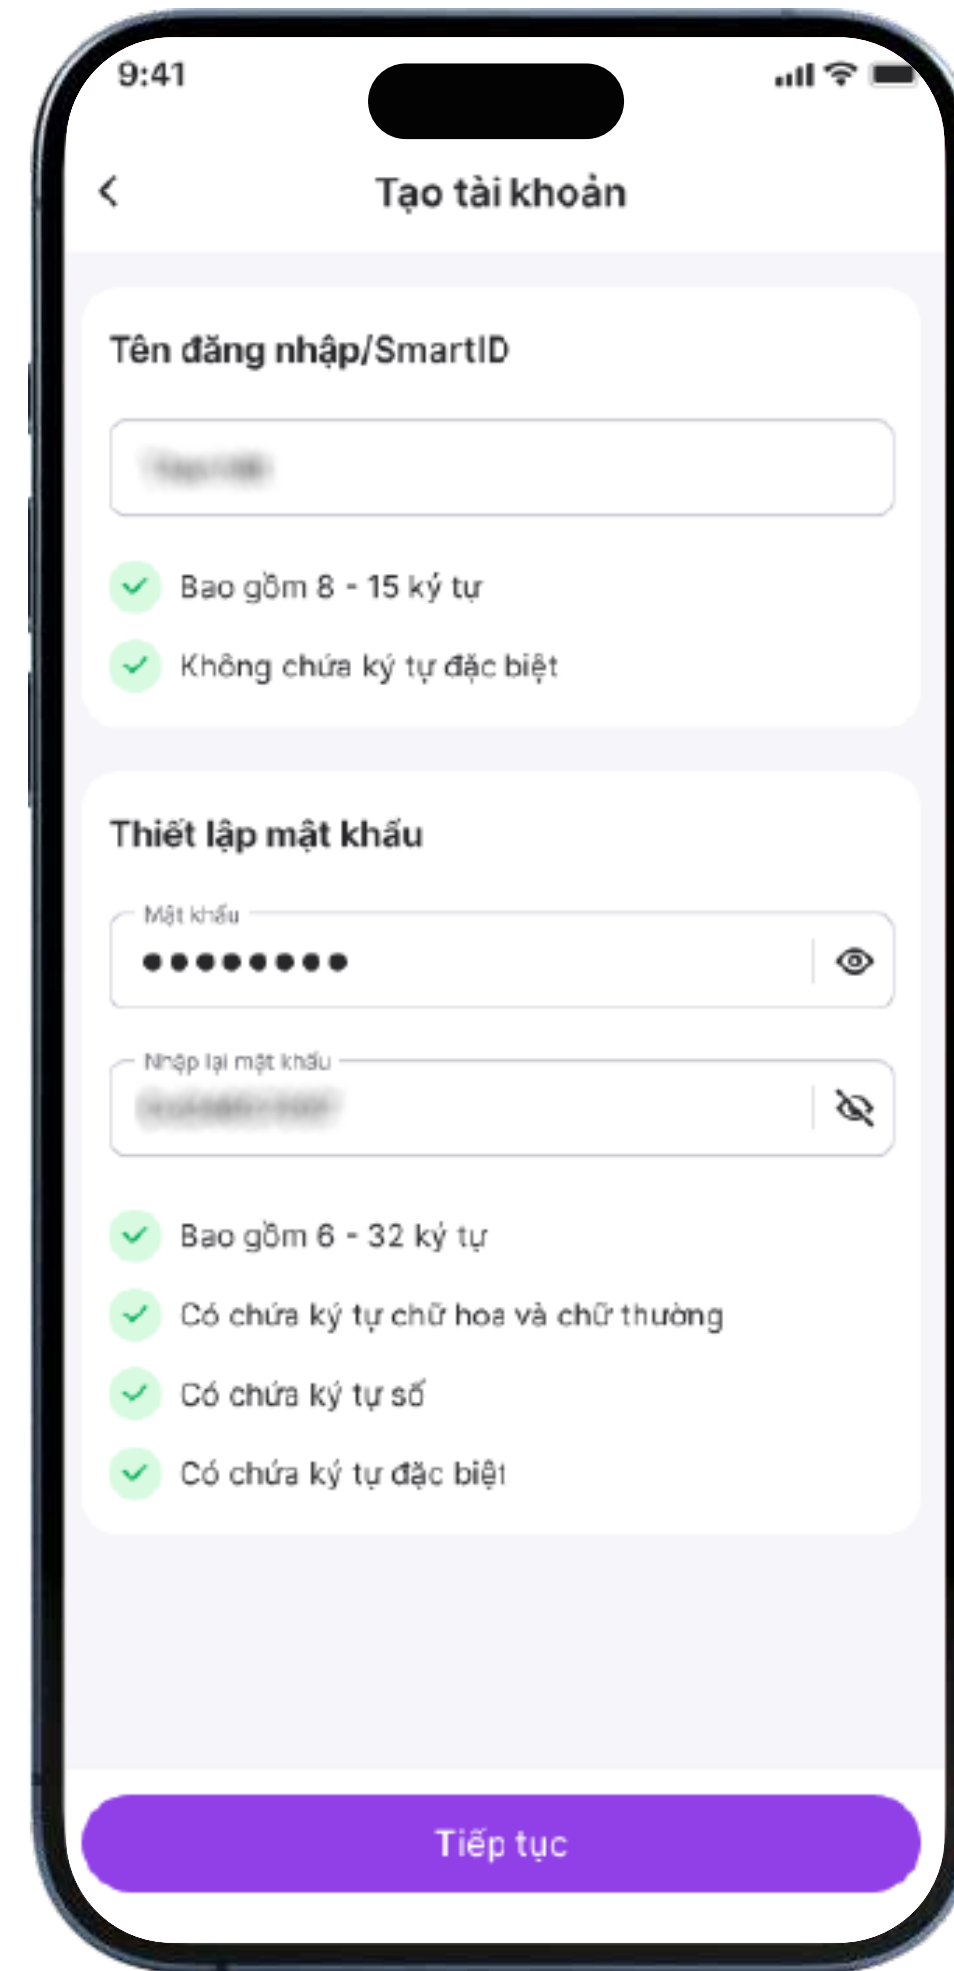 9:41
Tạo tài khoản
Tên đăng nhập/SmartID
Bao gồm 8 - 15 ký tự
Không chứa ký tự đặc biệt
Thiết lập mật khẩu
Mật khẩu
Nhập lại mật khẩu
Bao gồm 6 - 32 ký tự
Có chứa ký tự chữ hoa và chữ thường
Có chứa ký tự số
Có chứa ký tự đặc biệt
Tiếp tục